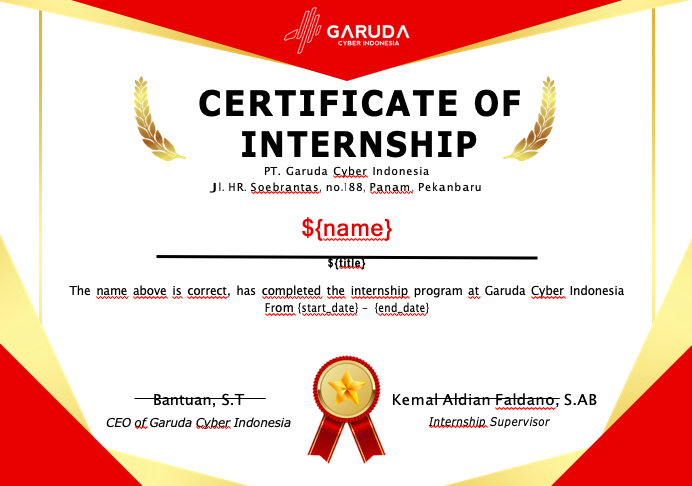 GARUDA
CYBER INDONESIA
CERTIFICATE OF
INTERNSHIP
PT. Garuda Cyber Indonesia
Jl. HR. Soebrantas, no.188, Panam, Pekanbaru
${name}
${title}
The name above is correct, has completed the internship program at Garuda Cyber Indonesia
From {start_date} – {end_date}
Bantuan, S.T
CEO of Garuda Cyber Indonesia
Kemal Aldian Faldano, S.AB
Internship Supervisor